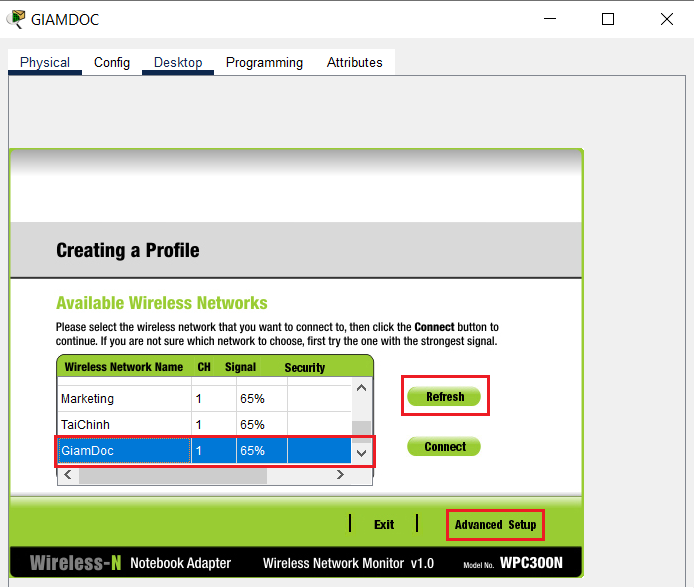 GIAMDOC
Physical Config Desktop Programming Attributes
Creating a Profile
Available Wireless Networks
Please select the wireless network that you want to connect to, then click the Connect button to
continue. If you are not sure which network to choose, first try the one with the strongest signal.
Wireless Network Name CH Signal Security
Marketing 1 65%
TaiChinh 1 65%
GiamDoc 1 65%
Refresh
Connect
Exit Advanced Setup
Wireless-N Notebook Adapter Wireless Network Monitor v1.0 Model No. WPC300N